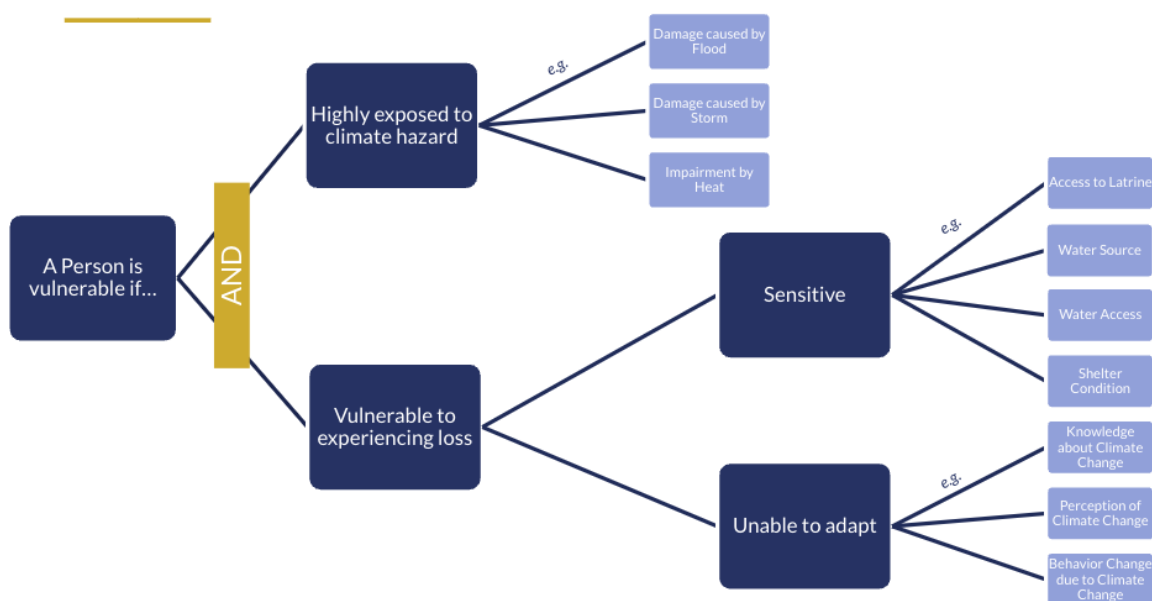 A Person is
vulnerable if...
AND
Highly exposed to
climate hazard
e.g.
Damage caused by
Flood
Damage caused by
Storm
Impairment by
Heat
Vulnerable to
experiencing loss
Sensitive
e.g.
Access to Latrine
Water Source
Water Access
Shelter
Condition
Unable to adapt
e.g.
Knowledge
about Climate
Change
Perception of
Climate Change
Behavior Change
due to Climate
Change